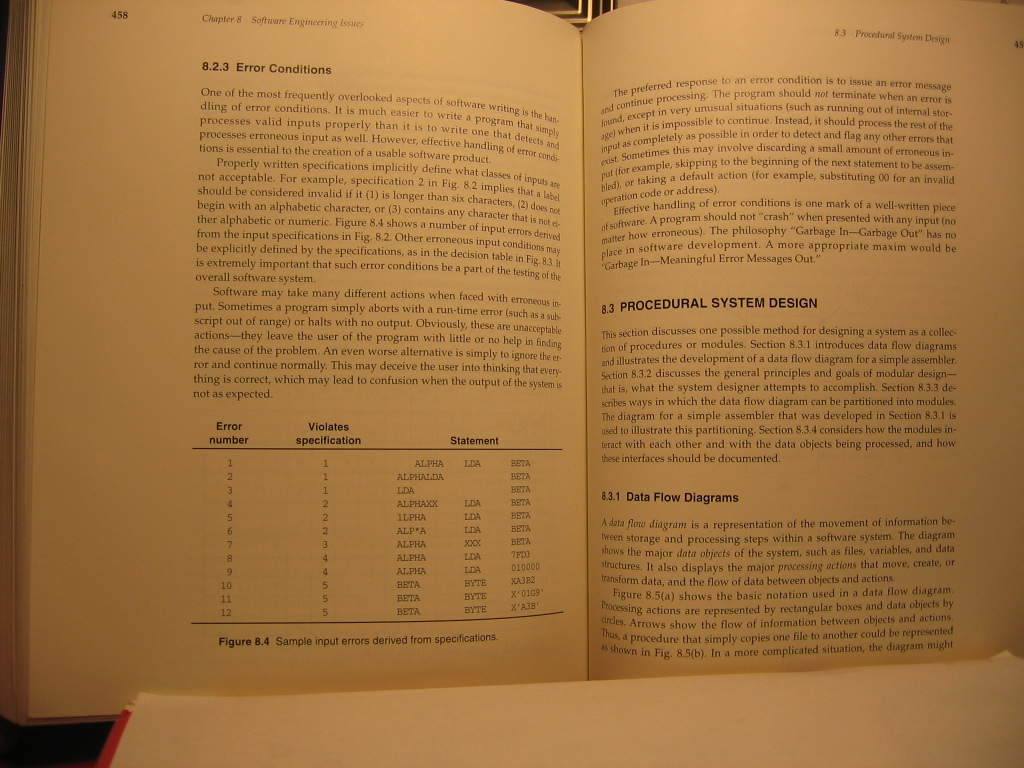 458
Chapter 8 Software Engineering Issues
8.2.3 Error Conditions
One of the most frequently overlooked aspects of software writing is the han-
dling of error conditions. It is much easier to write a program that simply
processes valid inputs properly than it is to write one that detects and
processes erroneous input as well. However, effective handling of error condi-
tions is essential to the creation of a usable software product.
Properly written specifications implicitly define what classes of inputs are
not acceptable. For example, specification 2 in Fig. 8.2 implies that a label
should be considered invalid if it (1) is longer than six characters, (2) does not
begin with an alphabetic character, or (3) contains any character that is not ei-
ther alphabetic or numeric. Figure 8.4 shows a number of input errors derived
from the input specifications in Fig. 8.2. Other erroneous input conditions may
be explicitly defined by the specifications, as in the decision table in Fig. 8.3. It
is extremely important that such error conditions be a part of the testing of the
overall software system.
Software may take many different actions when faced with erroneous in-
put. Sometimes a program simply aborts with a run-time error (such as a sub-
script out of range) or halts with no output. Obviously, these are unacceptable
actions—they leave the user of the program with little or no help in finding
the cause of the problem. An even worse alternative is simply to ignore the er-
ror and continue normally. This may deceive the user into thinking that every-
thing is correct, which may lead to confusion when the output of the system is
not as expected.
Error number Violates specification Statement
1 1 ALPHA LDA BETA
2 1 ALPHALDA BETA
3 1 LDA BETA
4 2 ALPHAXX LDA BETA
5 2 1LPHA LDA BETA
6 2 ALP*A LDA BETA
7 3 ALPHA XXX BETA
8 4 ALPHA LDA 7FD3
9 4 ALPHA LDA 010000
10 5 BETA BYTE XA3B2
11 5 BETA BYTE X'01G9'
12 5 BETA BYTE X'A3B'
Figure 8.4 Sample input errors derived from specifications.
8.3 Procedural System Design
45
The preferred response to an error condition is to issue an error message
and continue processing. The program should not terminate when an error is
found, except in very unusual situations (such as running out of internal stor-
age) when it is impossible to continue. Instead, it should process the rest of the
input as completely as possible in order to detect and flag any other errors that
exist. Sometimes this may involve discarding a small amount of erroneous in-
put (for example, skipping to the beginning of the next statement to be assem-
bled), or taking a default action (for example, substituting 00 for an invalid
operation code or address).
Effective handling of error conditions is one mark of a well-written piece
of software. A program should not "crash" when presented with any input (no
matter how erroneous). The philosophy "Garbage In—Garbage Out" has no
place in software development. A more appropriate maxim would be
"Garbage In—Meaningful Error Messages Out."
8.3 PROCEDURAL SYSTEM DESIGN
This section discusses one possible method for designing a system as a collec-
tion of procedures or modules. Section 8.3.1 introduces data flow diagrams
and illustrates the development of a data flow diagram for a simple assembler.
Section 8.3.2 discusses the general principles and goals of modular design—
that is, what the system designer attempts to accomplish. Section 8.3.3 de-
scribes ways in which the data flow diagram can be partitioned into modules.
The diagram for a simple assembler that was developed in Section 8.3.1 is
used to illustrate this partitioning. Section 8.3.4 considers how the modules in-
teract with each other and with the data objects being processed, and how
these interfaces should be documented.
8.3.1 Data Flow Diagrams
A data flow diagram is a representation of the movement of information be-
tween storage and processing steps within a software system. The diagram
shows the major data objects of the system, such as files, variables, and data
structures. It also displays the major processing actions that move, create, or
transform data, and the flow of data between objects and actions.
Figure 8.5(a) shows the basic notation used in a data flow diagram.
Processing actions are represented by rectangular boxes and data objects by
circles. Arrows show the flow of information between objects and actions.
Thus, a procedure that simply copies one file to another could be represented
as shown in Fig. 8.5(b). In a more complicated situation, the diagram might